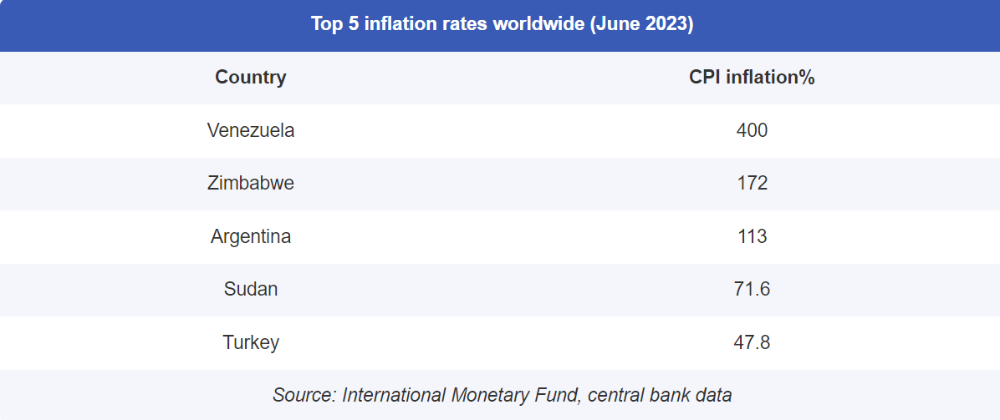 Top 5 inflation rates worldwide (June 2023)
Country CPI inflation%
Venezuela 400
Zimbabwe 172
Argentina 113
Sudan 71.6
Turkey 47.8
Source: International Monetary Fund, central bank data